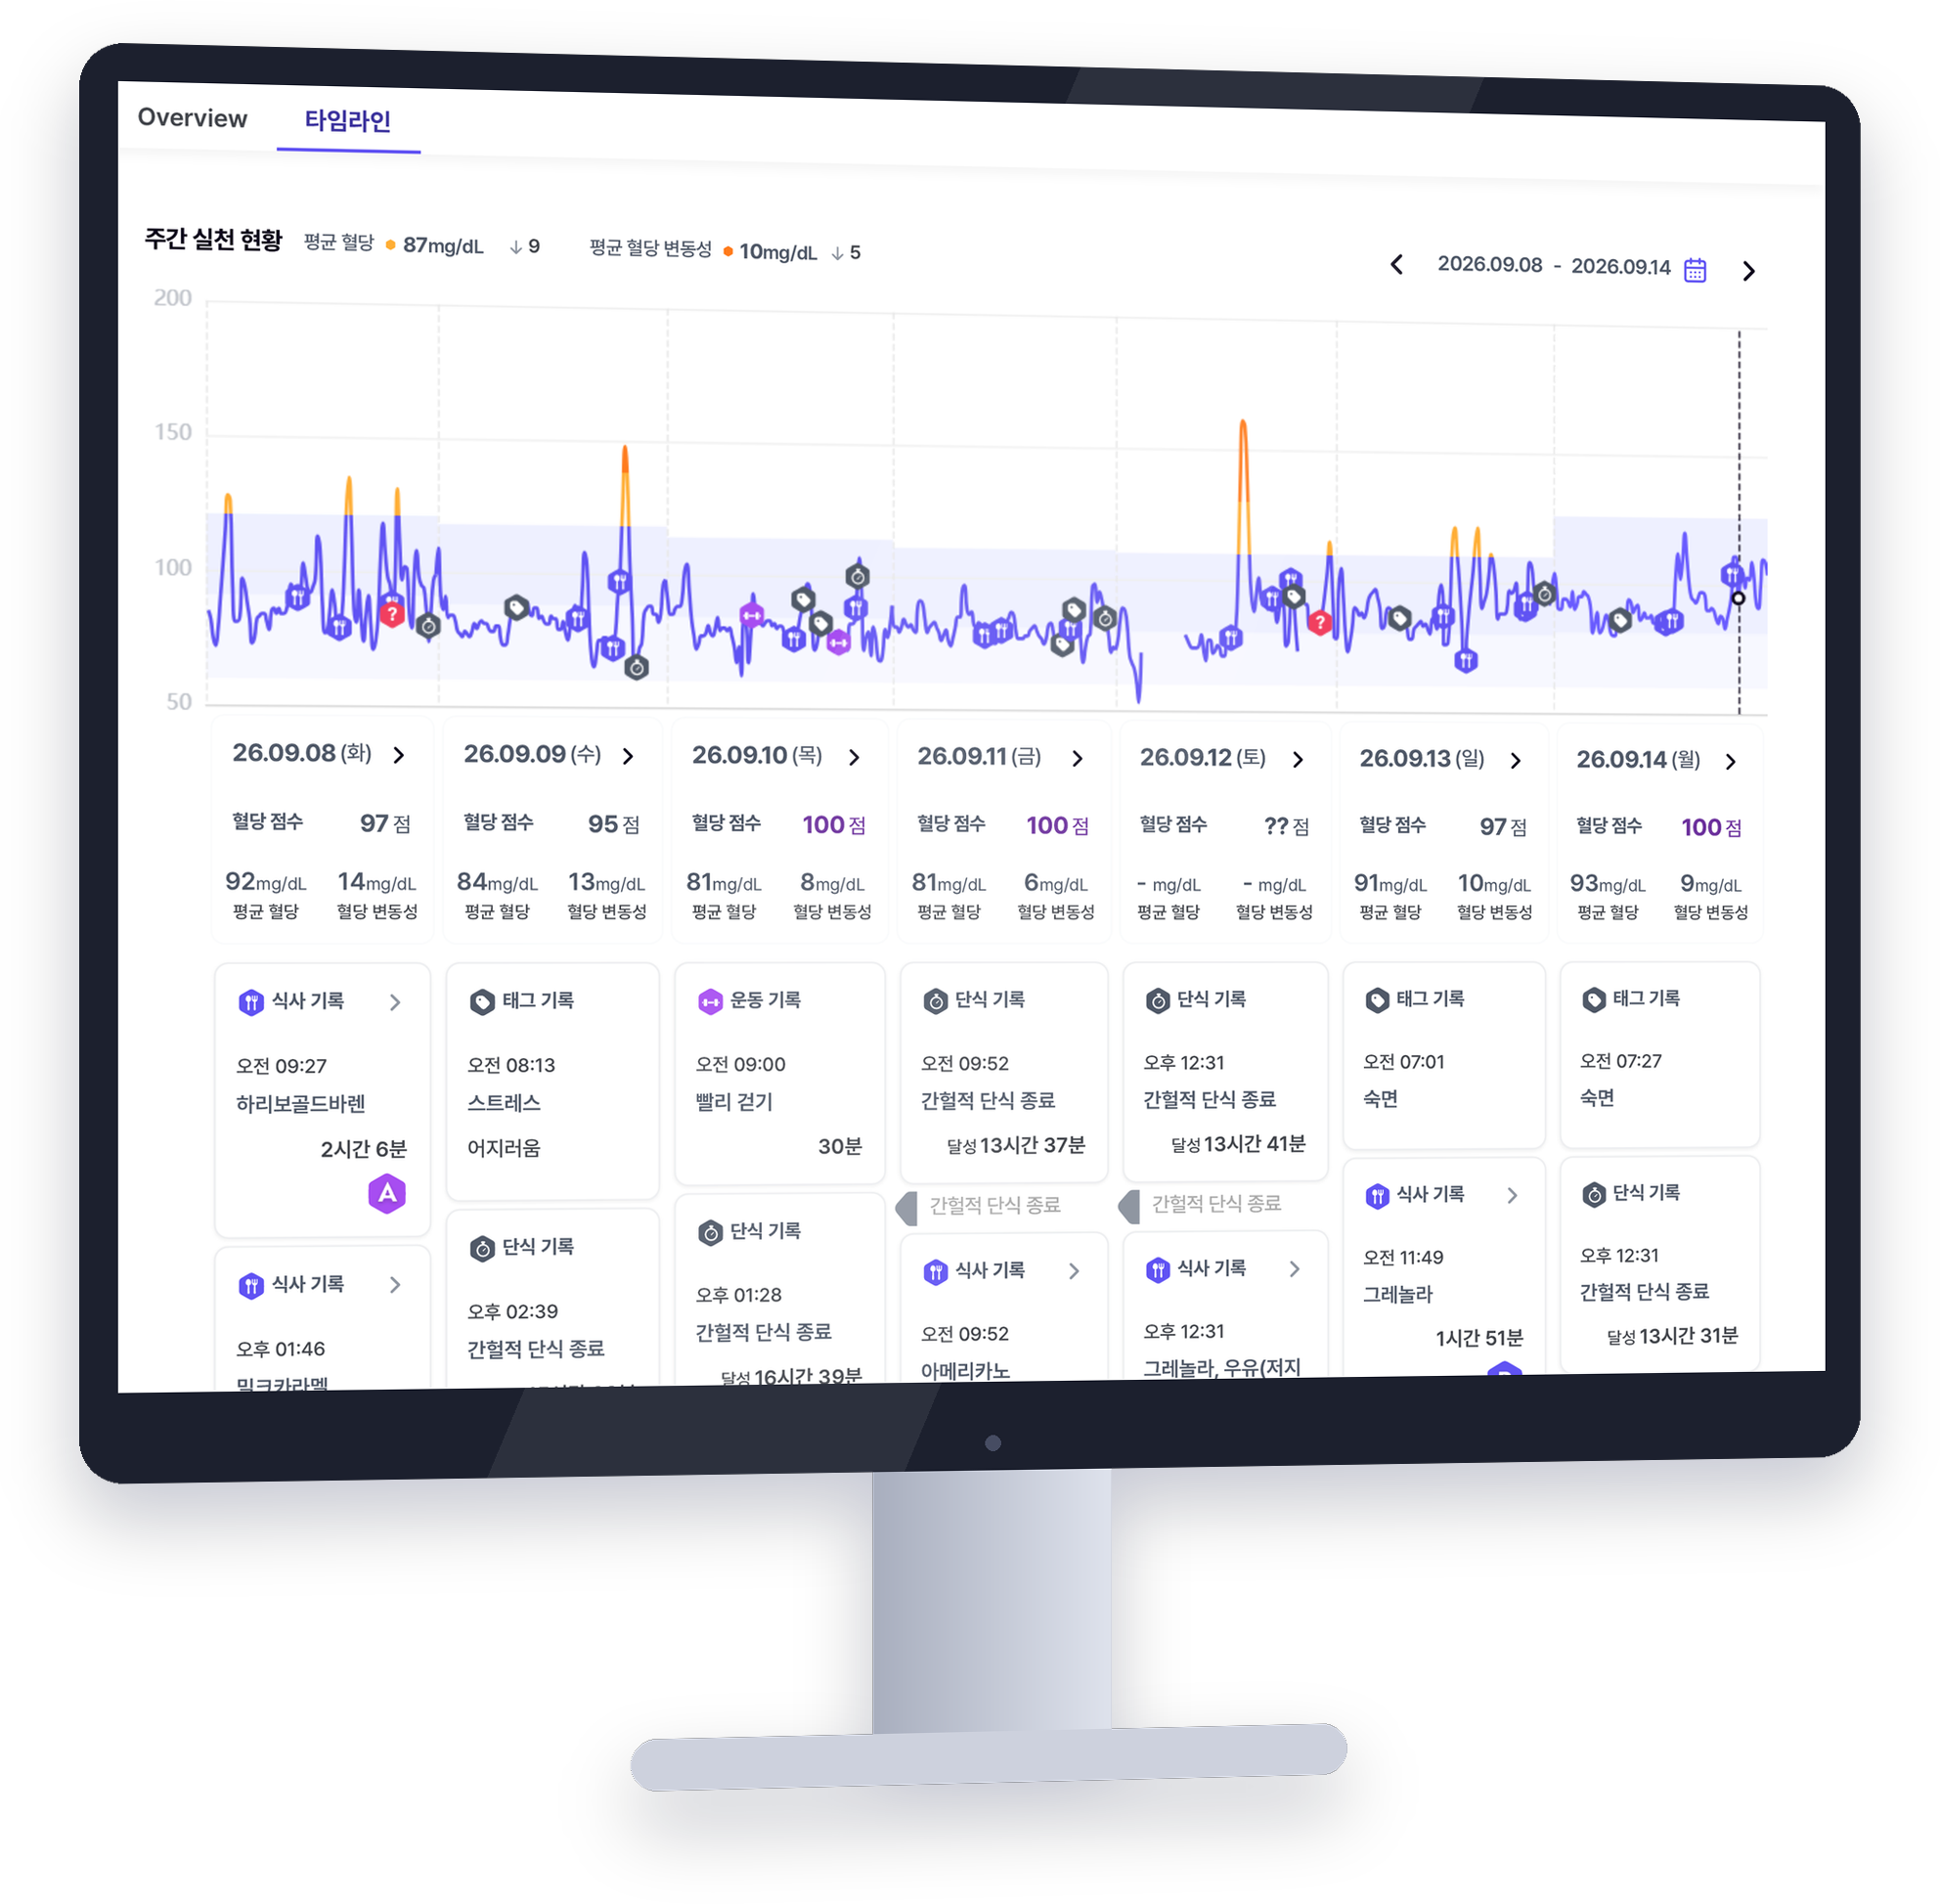 Overview 타임라인
주간 실천 현황 평균 혈당 87mg/dL ↓ 9 평균 혈당 변동성 10mg/dL ↓ 5 2026.09.08 - 2026.09.14
200
150
100
50
26.09.08 (화) 26.09.09 (수) 26.09.10 (목) 26.09.11 (금) 26.09.12 (토) 26.09.13 (일) 26.09.14 (월)
혈당 점수 97 점 혈당 점수 95 점 혈당 점수 100 점 혈당 점수 100 점 혈당 점수 ?? 점 혈당 점수 97 점 혈당 점수 100 점
92mg/dL 14mg/dL 84mg/dL 13mg/dL 81mg/dL 8mg/dL 81mg/dL 6mg/dL - mg/dL - mg/dL 91mg/dL 10mg/dL 93mg/dL 9mg/dL
평균 혈당 혈당 변동성 평균 혈당 혈당 변동성 평균 혈당 혈당 변동성 평균 혈당 혈당 변동성 평균 혈당 혈당 변동성 평균 혈당 혈당 변동성 평균 혈당 혈당 변동성
식사 기록
오전 09:27
하리보골드바렌
2시간 6분
A
식사 기록
오후 01:46
밀크카라멜
태그 기록
오전 08:13
스트레스
어지러움
단식 기록
오후 02:39
간헐적 단식 종료
운동 기록
오전 09:00
빨리 걷기
30분
단식 기록
오후 01:28
간헐적 단식 종료
달성 16시간 39분
단식 기록
오전 09:52
간헐적 단식 종료
달성 13시간 37분
간헐적 단식 종료
식사 기록
오전 09:52
아메리카노
단식 기록
오후 12:31
간헐적 단식 종료
달성 13시간 41분
간헐적 단식 종료
식사 기록
오후 12:31
그레놀라, 우유(저지
태그 기록
오전 07:01
숙면
식사 기록
오전 11:49
그레놀라
1시간 51분
태그 기록
오전 07:27
숙면
단식 기록
오후 12:31
간헐적 단식 종료
달성 13시간 31분